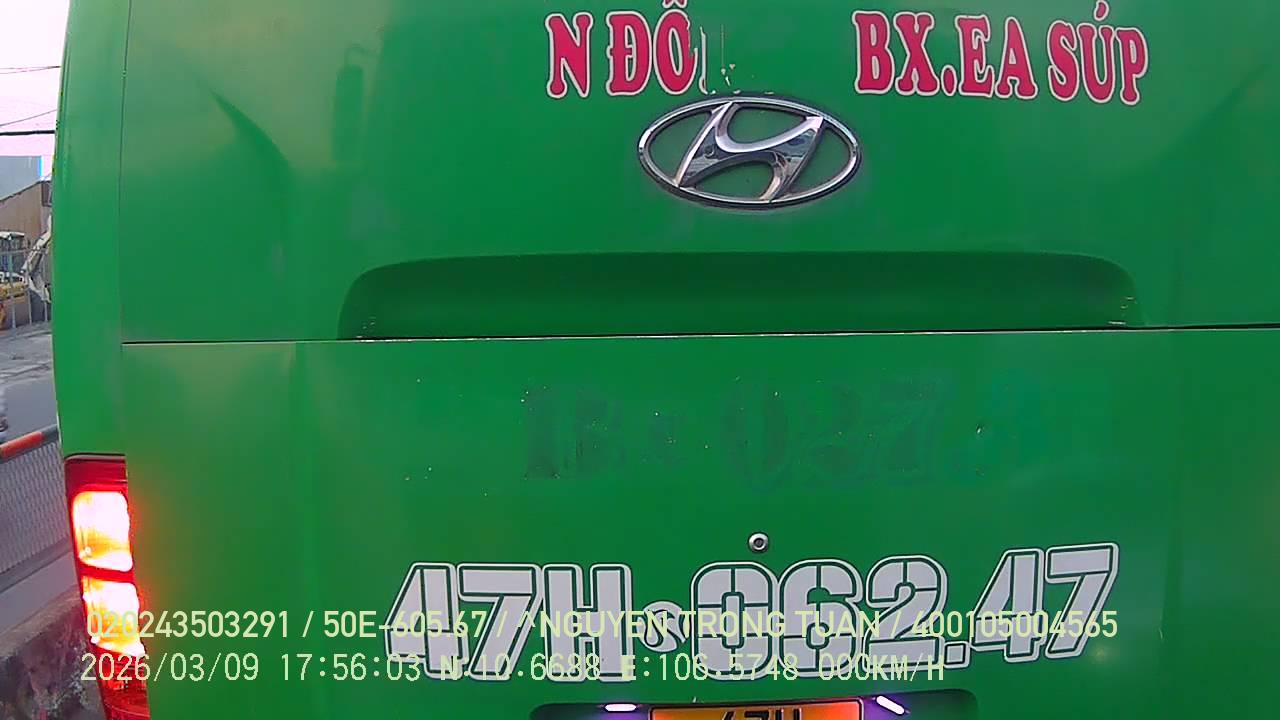 N ĐÔ BX.EA SÚP
47H 062.47
020243503291 / 50E-605.67 / ^NGUYEN TRONG TUAN / 400105004565
2026/03/09 17:56:03 N:10.6688 E:106.5748 000KM/H
47H